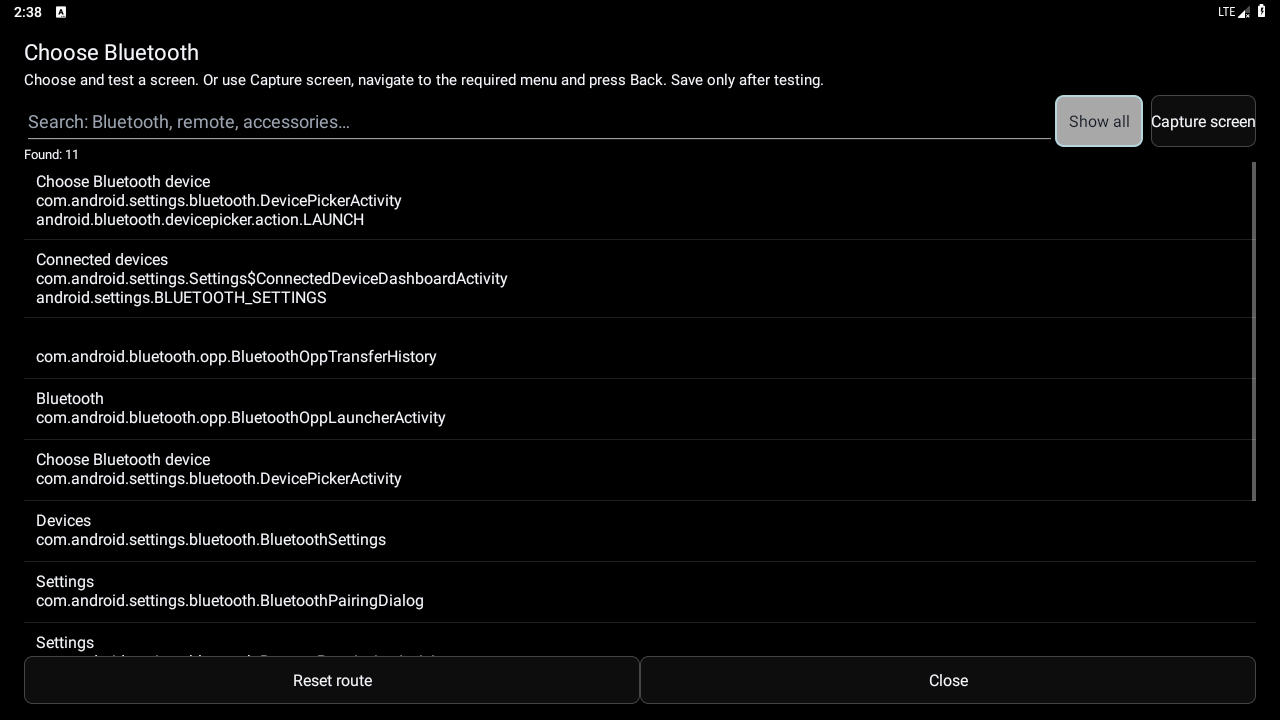 2:38
LTE
Choose Bluetooth
Choose and test a screen. Or use Capture screen, navigate to the required menu and press Back. Save only after testing.
Search: Bluetooth, remote, accessories…
Show all
Capture screen
Found: 11
Choose Bluetooth device
com.android.settings.bluetooth.DevicePickerActivity
android.bluetooth.devicepicker.action.LAUNCH
Connected devices
com.android.settings.Settings$ConnectedDeviceDashboardActivity
android.settings.BLUETOOTH_SETTINGS
com.android.bluetooth.opp.BluetoothOppTransferHistory
Bluetooth
com.android.bluetooth.opp.BluetoothOppLauncherActivity
Choose Bluetooth device
com.android.settings.bluetooth.DevicePickerActivity
Devices
com.android.settings.bluetooth.BluetoothSettings
Settings
com.android.settings.bluetooth.BluetoothPairingDialog
Settings
Reset route
Close